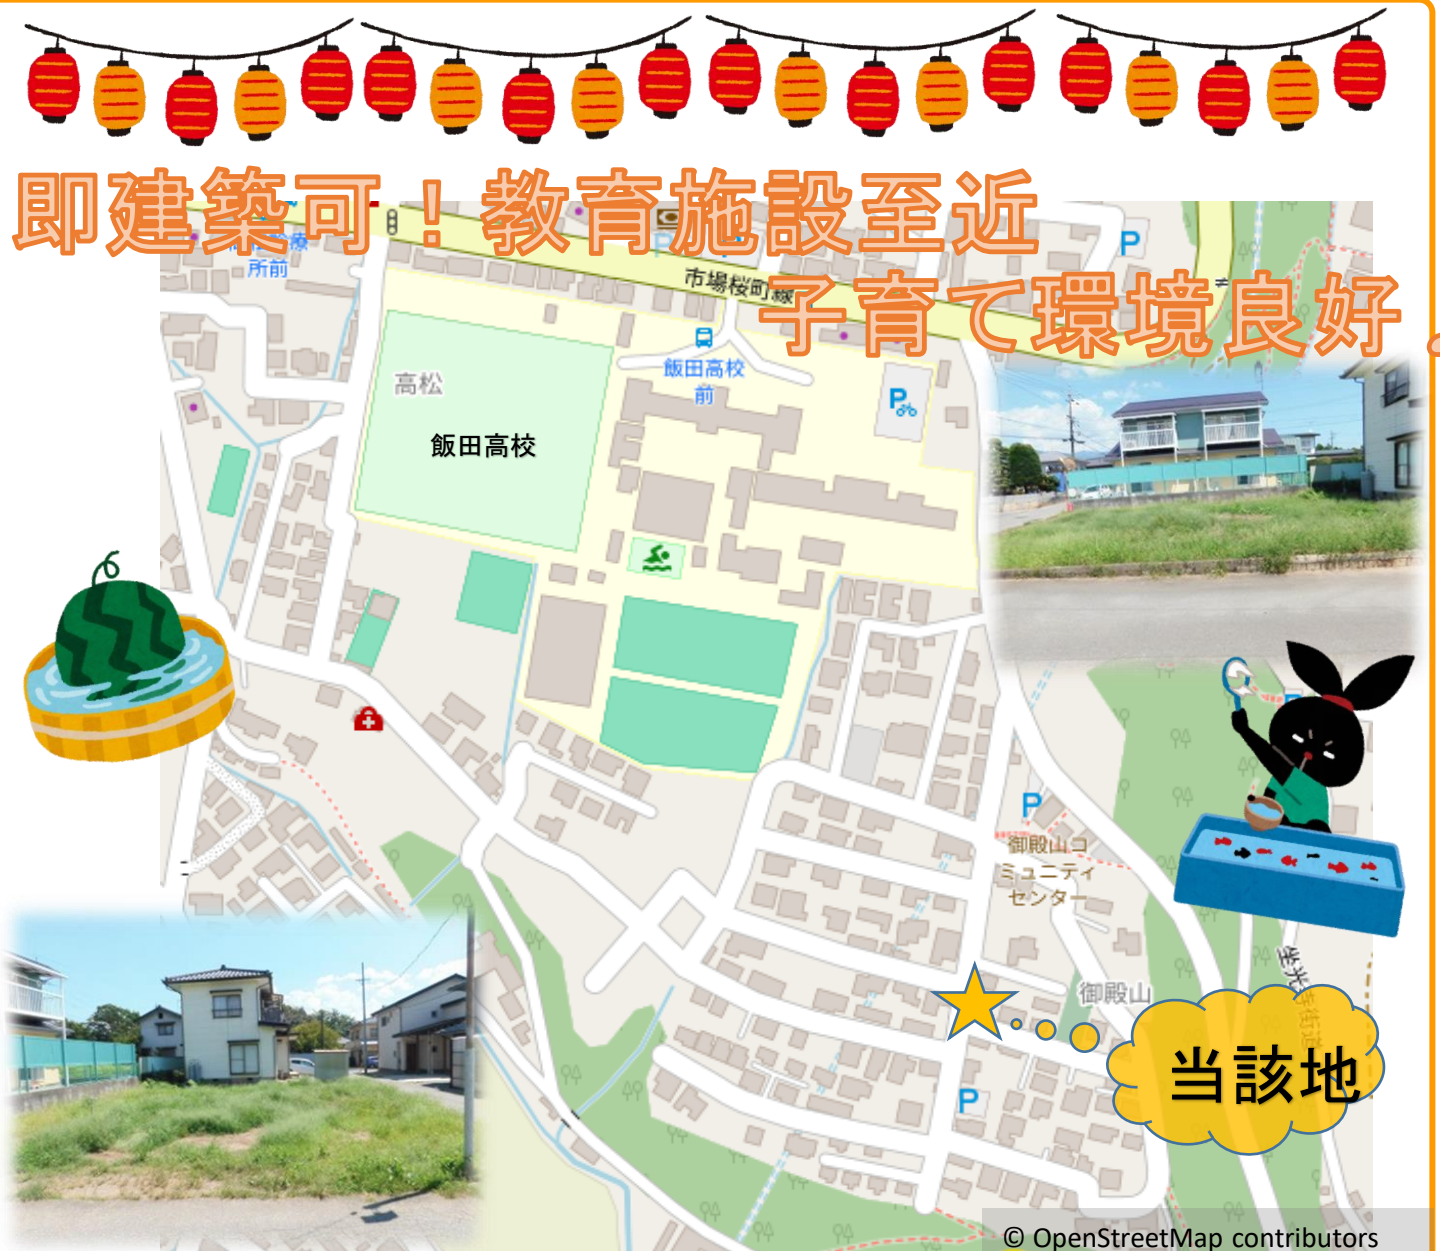 即建築可！教育施設至近
所前
P
市場桜町線
子育て環境良好
飯田高校
前
高松
P
飯田高校
P
御殿山コ
ミュニティ
センター
御殿山
当該地
P
© OpenStreetMap contributors